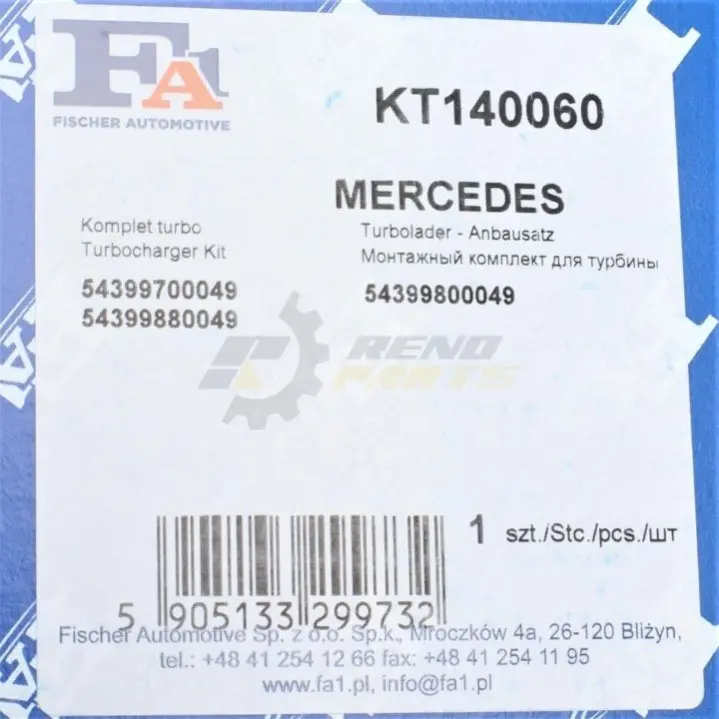 FA1
FISCHER AUTOMOTIVE
KT140060
MERCEDES
Komplet turbo
Turbocharger Kit
54399700049
54399880049
Turbolader - Anbausatz
Монтажный комплект для турбины
54399800049
RENO
PARTS
1 szt./Stc./pcs./шт
5 905133 299732
Fischer Automotive Sp. z o.o. Sp.k., Mroczków 4a, 26-120 Bliżyn,
tel.: +48 41 254 12 66 fax: +48 41 254 11 95
www.fa1.pl, info@fa1.pl